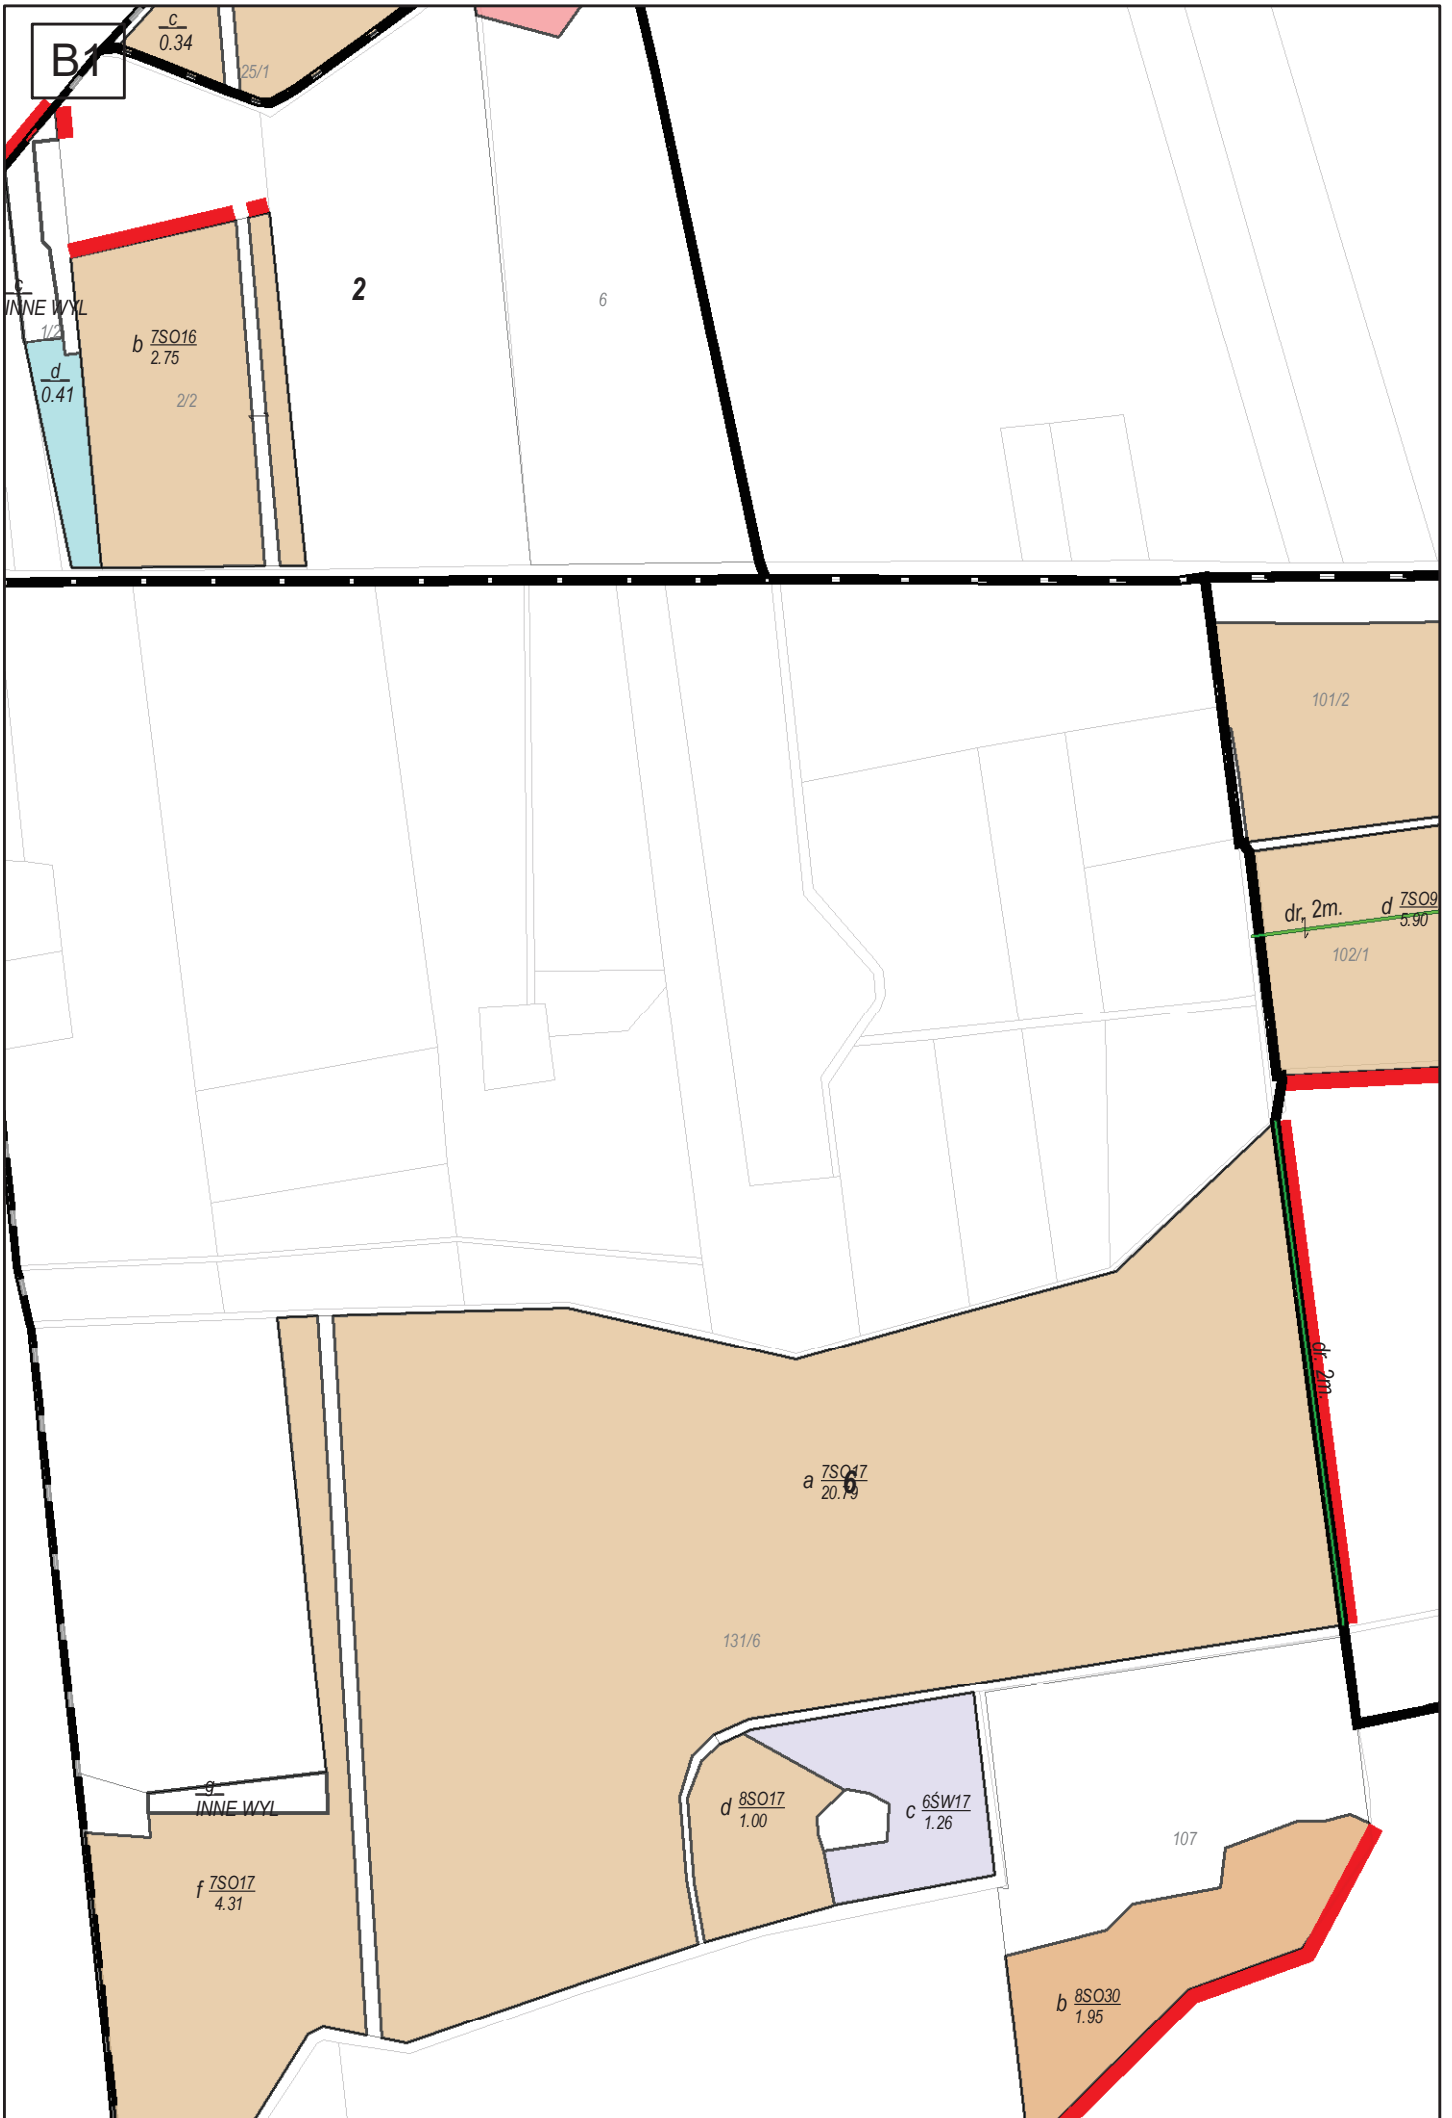 B1
c
0.34
25/1
2
6
c
INNE WYL
1/2
b 7SO16
2.75
d
0.41
2/2
101/2
dr. 2m.
d 7SO9
5.90
102/1
dr. 2m.
a 7SO17
20.79
6
131/6
g
INNE WYL
d 8SO17
1.00
c 6ŚW17
1.26
107
f 7SO17
4.31
b 8SO30
1.95